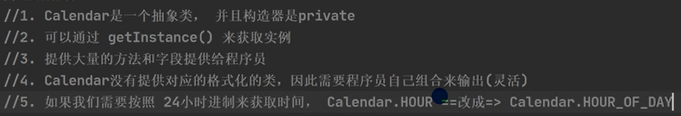 //1. Calendar是一个抽象类, 并且构造器是private
//2. 可以通过 getInstance() 来获取实例
//3. 提供大量的方法和字段提供给程序员
//4. Calendar没有提供对应的格式化的类,因此需要程序员自己组合来输出(灵活)
//5. 如果我们需要按照 24小时进制来获取时间, Calendar.HOUR ==改成=> Calendar.HOUR_OF_DAY